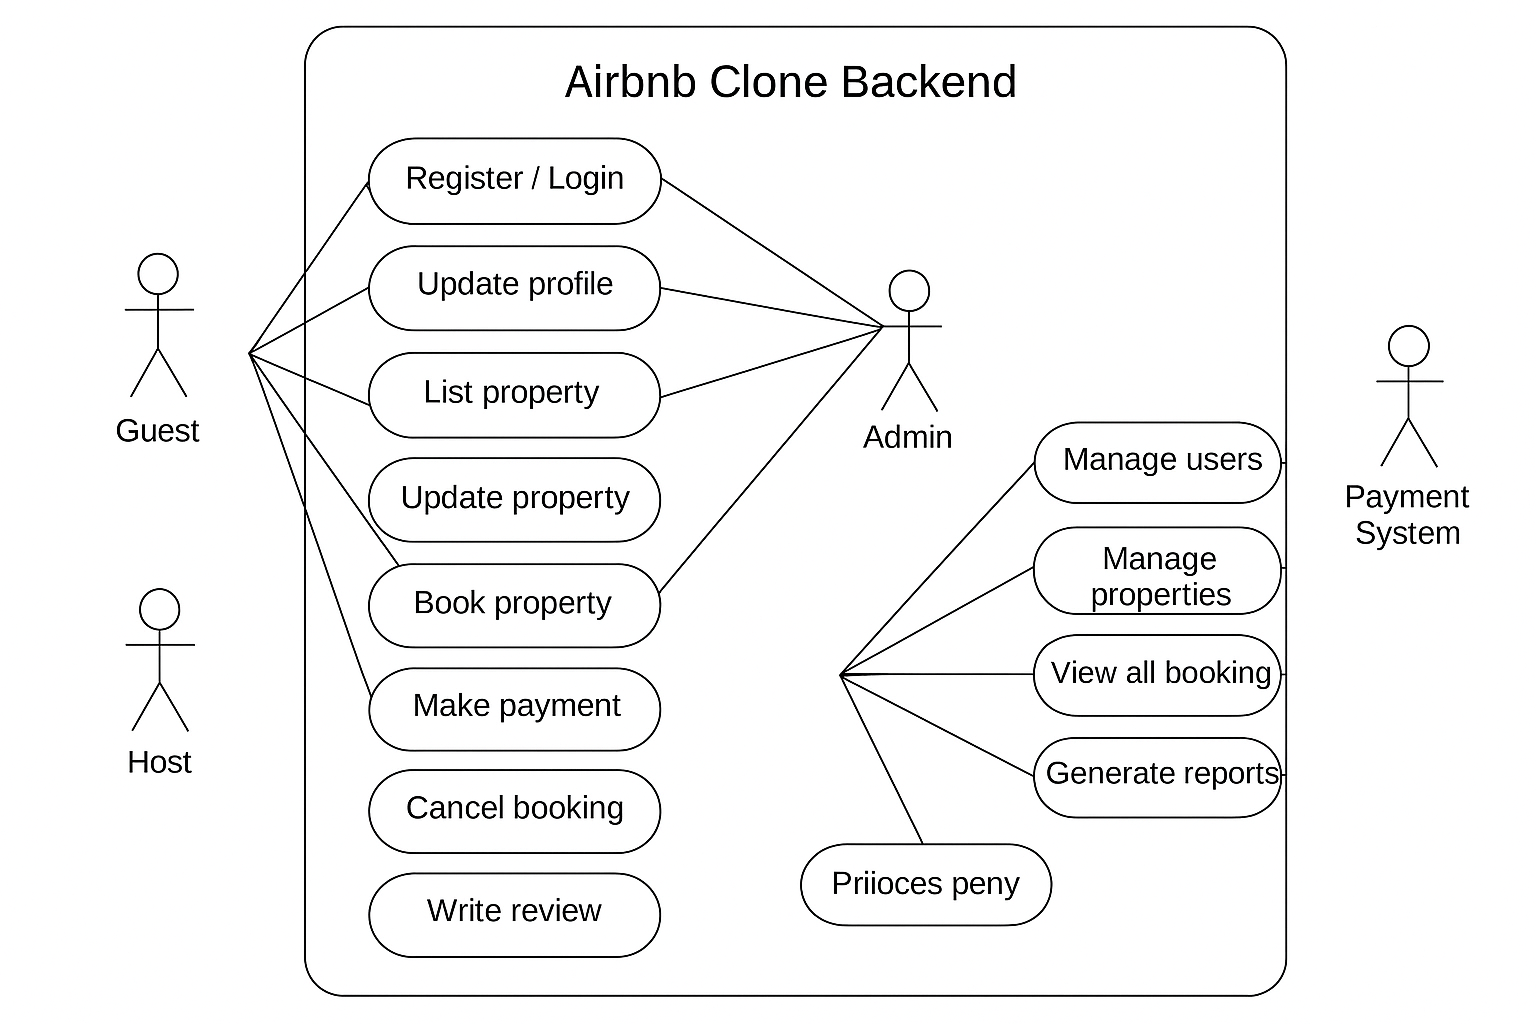 Airbnb Clone Backend
Register / Login
Update profile
List property
Update property
Book property
Make payment
Cancel booking
Write review
Guest
Host
Admin
Manage users
Manage
properties
View all booking
Generate reports
Priioces peny
Payment
System